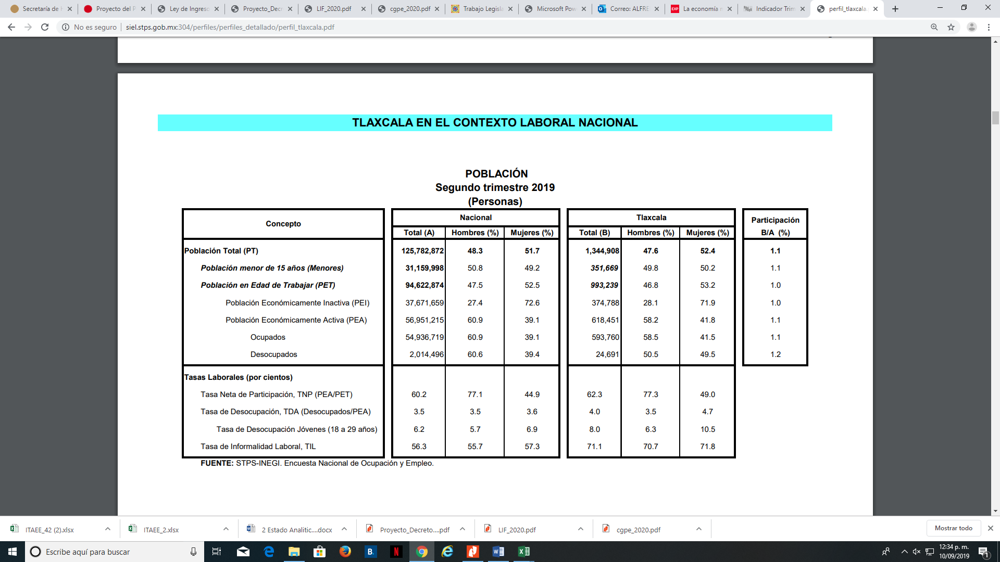 Secretaría de H
Proyecto del P
Ley de Ingreso
Proyecto_Decr
LIF_2020.pdf
cgpe_2020.pdf
Trabajo Legisla
Microsoft Pow
Correo: ALFRE
EXP La economía n
Indicador Trim
perfil_tlaxcala.
No es seguro | siel.stps.gob.mx:304/perfiles/perfiles_detallado/perfil_tlaxcala.pdf
TLAXCALA EN EL CONTEXTO LABORAL NACIONAL
POBLACIÓN
Segundo trimestre 2019
(Personas)
Concepto Nacional Tlaxcala Participación
Total (A) Hombres (%) Mujeres (%) Total (B) Hombres (%) Mujeres (%) B/A (%)
Población Total (PT) 125,782,872 48.3 51.7 1,344,908 47.6 52.4 1.1
Población menor de 15 años (Menores) 31,159,998 50.8 49.2 351,669 49.8 50.2 1.1
Población en Edad de Trabajar (PET) 94,622,874 47.5 52.5 993,239 46.8 53.2 1.0
Población Económicamente Inactiva (PEI) 37,671,659 27.4 72.6 374,788 28.1 71.9 1.0
Población Económicamente Activa (PEA) 56,951,215 60.9 39.1 618,451 58.2 41.8 1.1
Ocupados 54,936,719 60.9 39.1 593,760 58.5 41.5 1.1
Desocupados 2,014,496 60.6 39.4 24,691 50.5 49.5 1.2
Tasas Laborales (por cientos)
Tasa Neta de Participación, TNP (PEA/PET) 60.2 77.1 44.9 62.3 77.3 49.0
Tasa de Desocupación, TDA (Desocupados/PEA) 3.5 3.5 3.6 4.0 3.5 4.7
Tasa de Desocupación Jóvenes (18 a 29 años) 6.2 5.7 6.9 8.0 6.3 10.5
Tasa de Informalidad Laboral, TIL 56.3 55.7 57.3 71.1 70.7 71.8
FUENTE: STPS-INEGI. Encuesta Nacional de Ocupación y Empleo.
ITAEE_42 (2).xlsx
ITAEE_2.xlsx
2 Estado Analitic....docx
Proyecto_Decreto....pdf
LIF_2020.pdf
cgpe_2020.pdf
Mostrar todo
Escribe aquí para buscar
B.
N
12:34 p. m.
10/09/2019
1